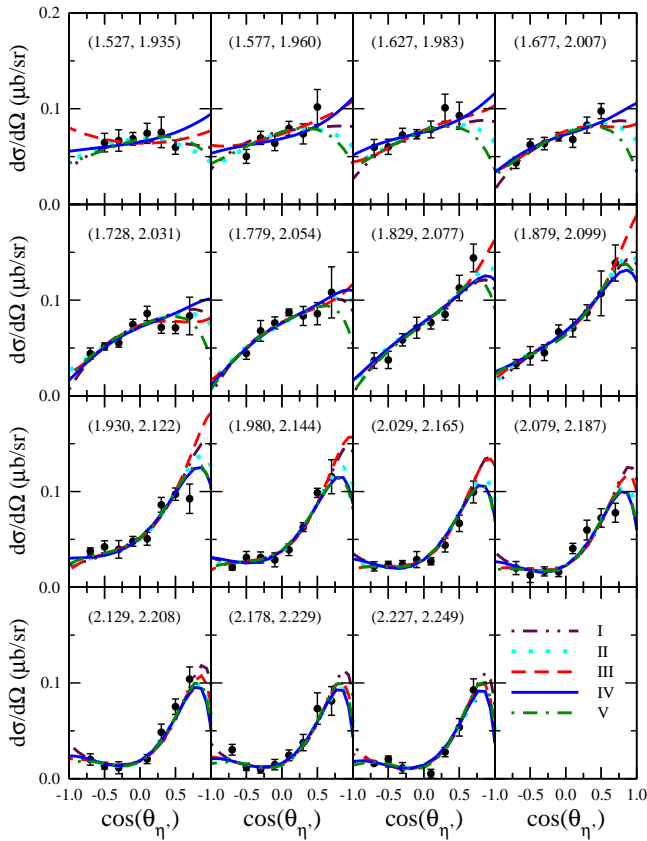 (1.527, 1.935) (1.577, 1.960) (1.627, 1.983) (1.677, 2.007)
0.2
0.1
0.0
dσ/dΩ (μb/sr)
(1.728, 2.031) (1.779, 2.054) (1.829, 2.077) (1.879, 2.099)
0.1
0.0
dσ/dΩ (μb/sr)
(1.930, 2.122) (1.980, 2.144) (2.029, 2.165) (2.079, 2.187)
0.1
0.0
dσ/dΩ (μb/sr)
(2.129, 2.208) (2.178, 2.229) (2.227, 2.249)
0.1
0.0
dσ/dΩ (μb/sr)
I
II
III
IV
V
-1.0 -0.5 0.0 0.5 -1.0 -0.5 0.0 0.5 -1.0 -0.5 0.0 0.5 -1.0 -0.5 0.0 0.5 1.0
cos(θη') cos(θη') cos(θη') cos(θη')